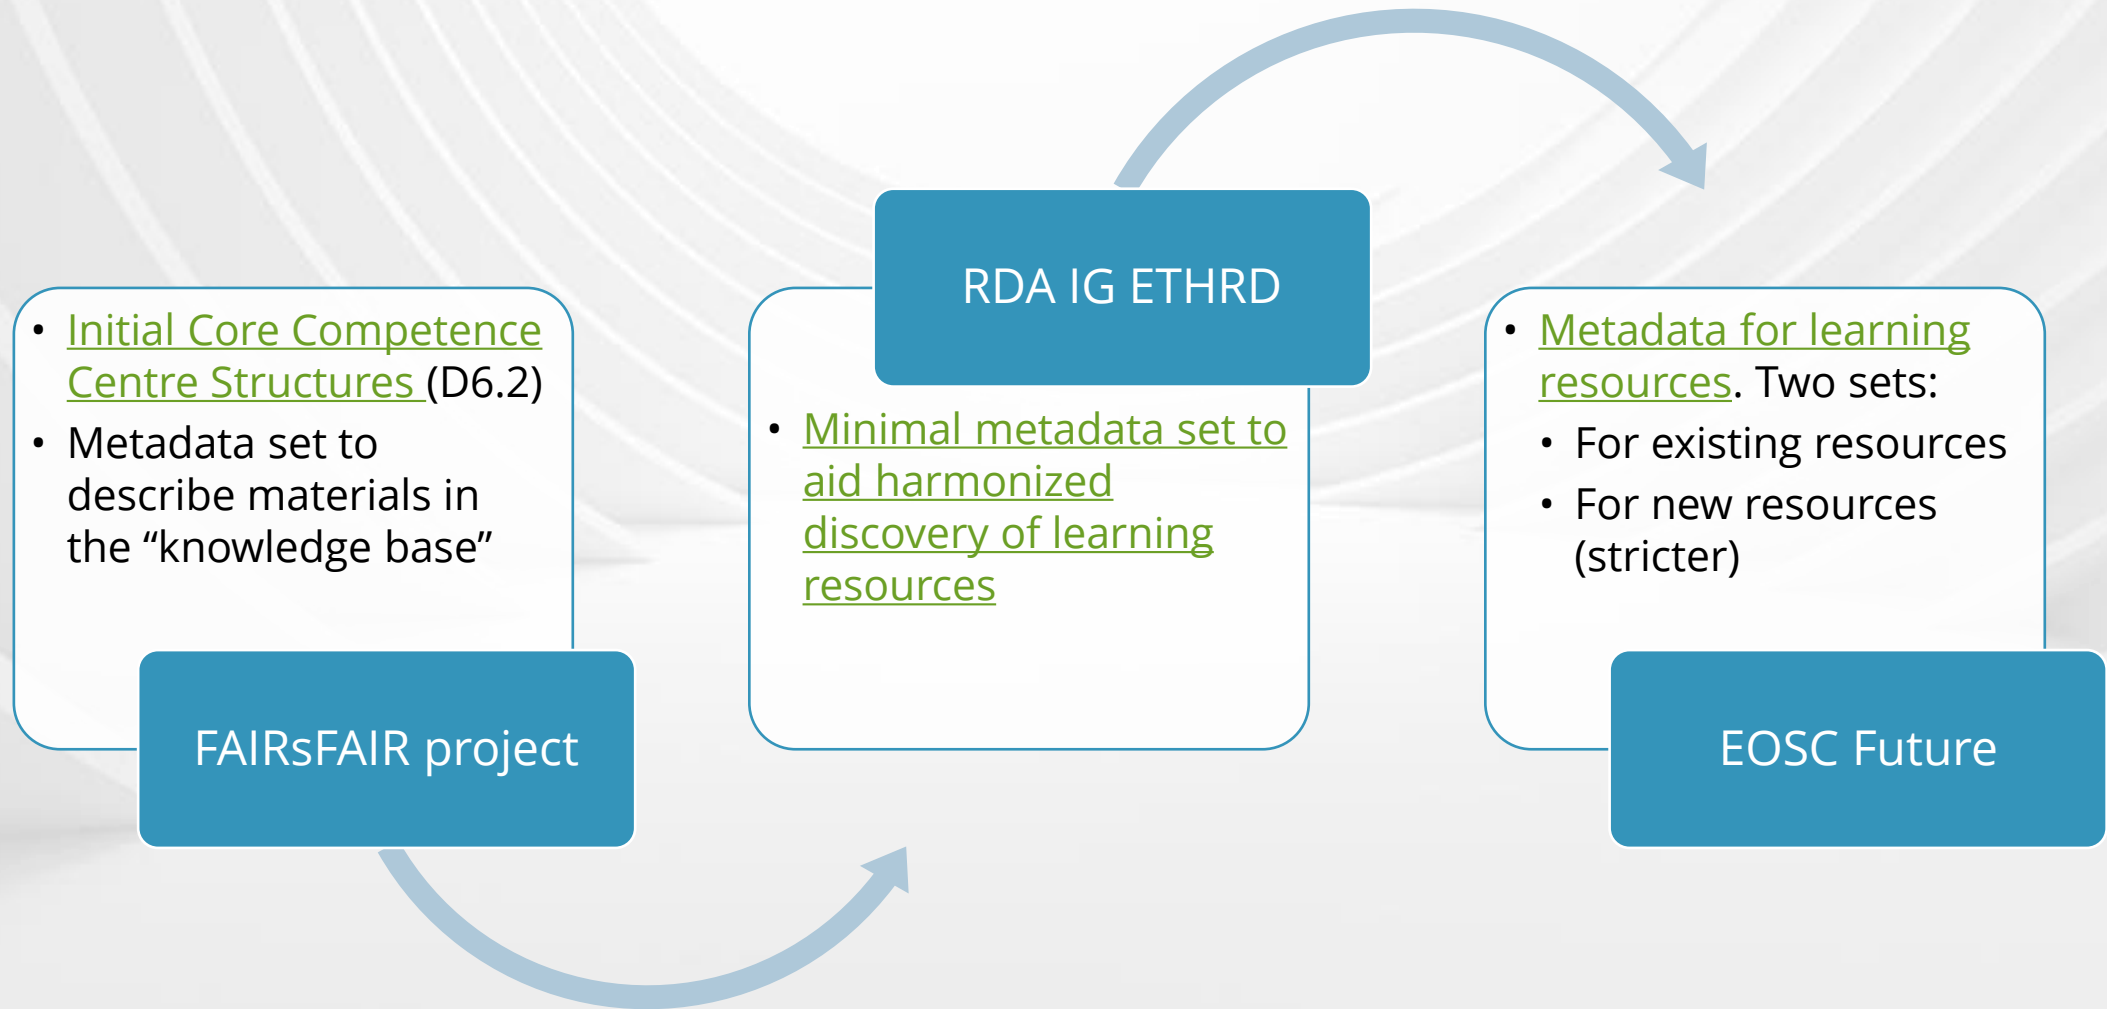 • Initial Core Competence
Centre Structures (D6.2)
• Metadata set to
describe materials in
the “knowledge base”
FAIRsFAIR project
RDA IG ETHRD
• Minimal metadata set to
aid harmonized
discovery of learning
resources
• Metadata for learning
resources. Two sets:
• For existing resources
• For new resources
(stricter)
EOSC Future